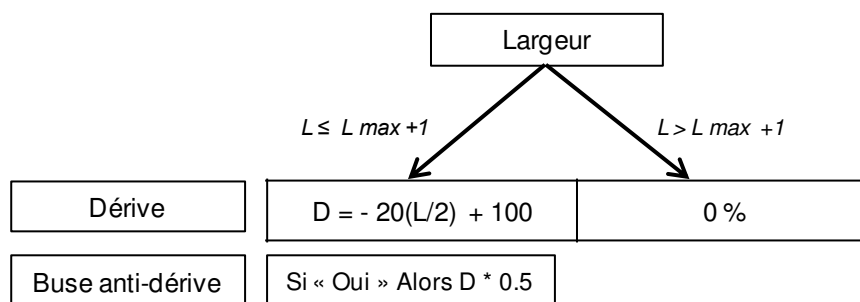 Largeur
L ≤ L max +1
L > L max +1
Dérive
D = - 20(L/2) + 100
0 %
Buse anti-dérive
Si « Oui » Alors D * 0.5